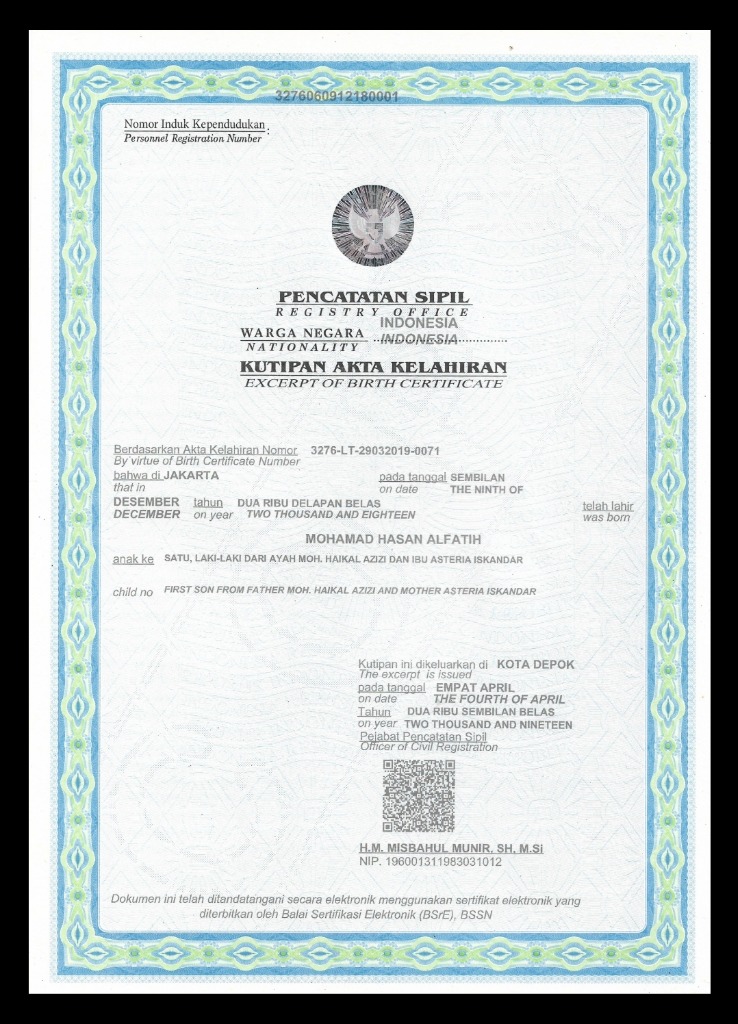 3276060912180001
Nomor Induk Kependudukan :
Personnel Registration Number
PENCATATAN SIPIL
REGISTRY OFFICE
INDONESIA
WARGA NEGARA
INDONESIA
NATIONALITY
KUTIPAN AKTA KELAHIRAN
EXCERPT OF BIRTH CERTIFICATE
Berdasarkan Akta Kelahiran Nomor 3276-LT-29032019-0071
By virtue of Birth Certificate Number
bahwa di JAKARTA pada tanggal SEMBILAN
that in on date THE NINTH OF
DESEMBER tahun DUA RIBU DELAPAN BELAS telah lahir
DECEMBER on year TWO THOUSAND AND EIGHTEEN was born
MOHAMAD HASAN ALFATIH
anak ke SATU, LAKI-LAKI DARI AYAH MOH. HAIKAL AZIZI DAN IBU ASTERIA ISKANDAR
child no FIRST SON FROM FATHER MOH. HAIKAL AZIZI AND MOTHER ASTERIA ISKANDAR
Kutipan ini dikeluarkan di KOTA DEPOK
The excerpt is issued
pada tanggal EMPAT APRIL
on date THE FOURTH OF APRIL
Tahun DUA RIBU SEMBILAN BELAS
on year TWO THOUSAND AND NINETEEN
Pejabat Pencatatan Sipil
Officer of Civil Registration
H.M. MISBAHUL MUNIR, SH, M.Si
NIP. 196001311983031012
Dokumen ini telah ditandatangani secara elektronik menggunakan sertifikat elektronik yang
diterbitkan oleh Balai Sertifikasi Elektronik (BSrE), BSSN